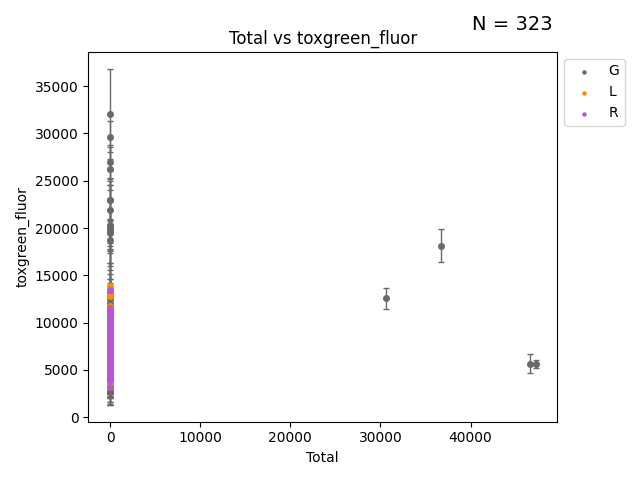 N = 323
Total vs toxgreen_fluor
G
L
R
35000
30000
25000
20000
15000
10000
5000
0
toxgreen_fluor
0 10000 20000 30000 40000
Total